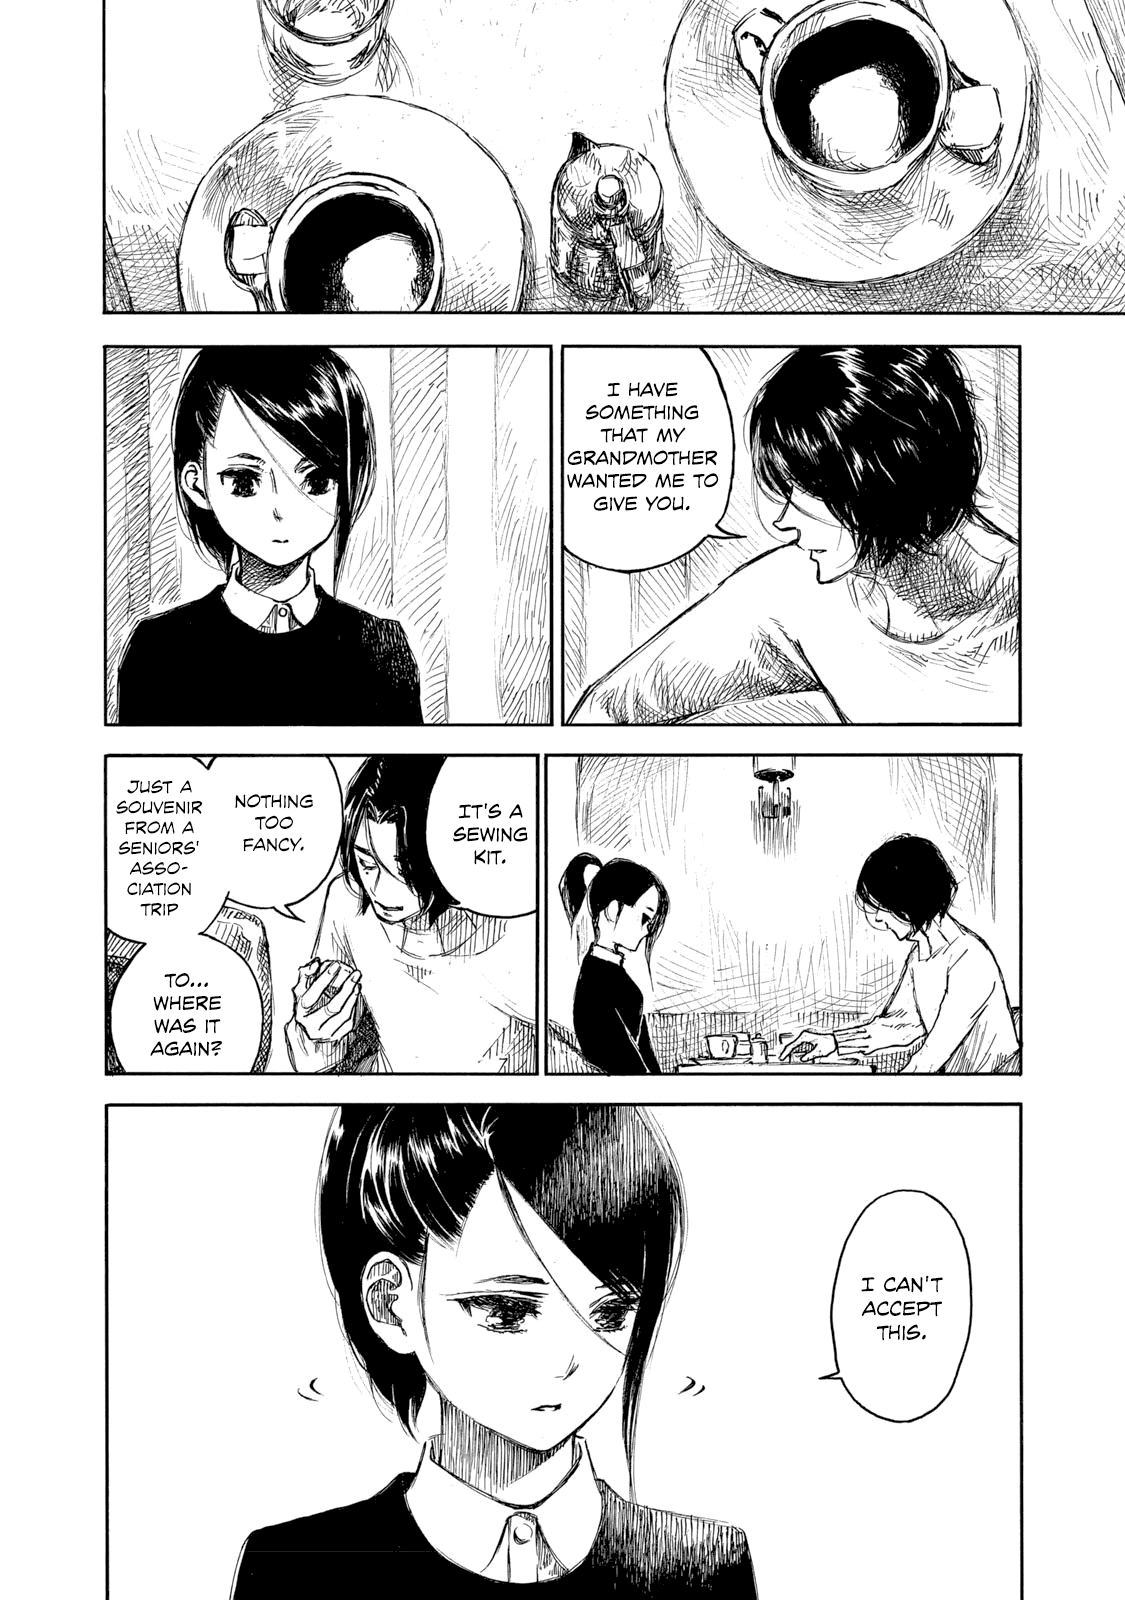 I HAVE
SOMETHING
THAT MY
GRANDMOTHER
WANTED ME TO
GIVE YOU.
IT'S A
SEWING
KIT.
NOTHING
TOO
FANCY.
JUST A
SOUVENIR
FROM A
SENIORS'
ASSO-
CIATION
TRIP
TO...
WHERE
WAS IT
AGAIN?
I CAN'T
ACCEPT
THIS.